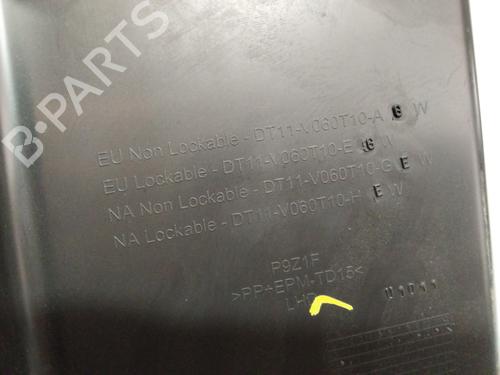 B-PARTS
EU Non Lockable - DT11-V060T10-A G W
EU Lockable - DT11-V060T10-E G W
NA Non Lockable - DT11-V060T10-G E W
NA Lockable - DT11-V060T10-H E W
P9Z1F
>PP+EPM-TD15<